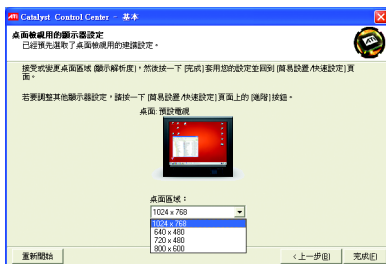 ATI Catalyst Control Center - 基本
桌面檢視用的顯示器設定
已經預先選取了桌面檢視用的建議設定。
ATI
接受或變更桌面區域 (顯示解析度)，然後按一下 [完成] 套用您的設定並回到 [簡易設置/快速設定] 頁
面。
若要調整其他顯示器設定，請按一下 [簡易設置/快速設定] 頁面上的 [進階] 按鈕。
桌面: 預設電視
桌面區域：
1024 x 768
1024 x 768
640 x 480
720 x 480
800 x 600
重新開始
<上一步(B)
完成(F)